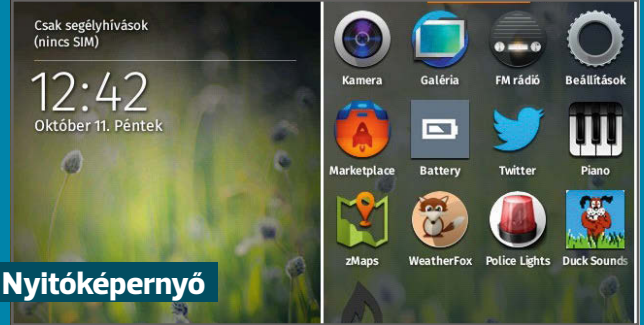 Csak segélyhívások
(nincs SIM)
12:42
Október 11. Péntek
Kamera Galéria FM rádió Beállítások
Marketplace Battery Twitter Piano
zMaps WeatherFox Police Lights Duck Sounds
Nyitóképernyő